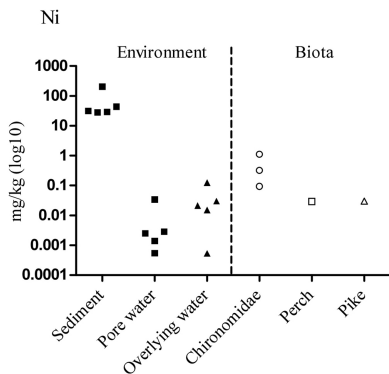 Ni
Environment Biota
mg/kg (log10)
1000
100
10
1
0.1
0.01
0.001
0.0001
Sediment
Pore water
Overlying water
Chironomidae
Perch
Pike